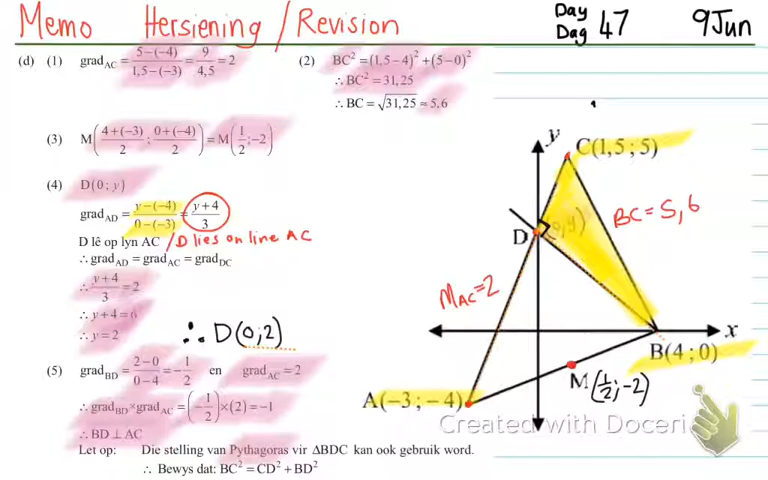 Memo Hersiening / Revision
Day 47 9 Jun
Dag
(d) (1) grad_AC = (5−(−4))/(1,5−(−3)) = 9/4,5 = 2
(2) BC² = (1,5−4)² + (5−0)²
∴ BC² = 31,25
∴ BC = √31,25 ≈ 5,6
(3) M((4+(−3))/2 ; (0+(−4))/2) = M(1/2 ; −2)
(4) D(0; y)
grad_AD = (y−(−4))/(0−(−3)) = (y+4)/3
D lê op lyn AC / D lies on line AC
∴ grad_AD = grad_AC = grad_DC
∴ (y+4)/3 = 2
∴ y+4 = 6
∴ y = 2
∴ D(0;2)
(5) grad_BD = (2−0)/(0−4) = −1/2 en grad_AC = 2
∴ grad_BD × grad_AC = (−1/2) × (2) = −1
∴ BD ⊥ AC
Let op: Die stelling van Pythagoras vir ΔBDC kan ook gebruik word.
∴ Bewys dat: BC² = CD² + BD²
y
C(1,5 ; 5)
BC = 5,6
D (0,y)
M_AC = 2
x
B(4 ; 0)
M(1/2 ; −2)
A(−3 ; −4)
Created with Doceri